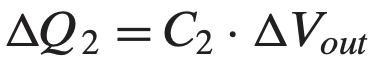 ΔQ₂ = C₂ · ΔV_out